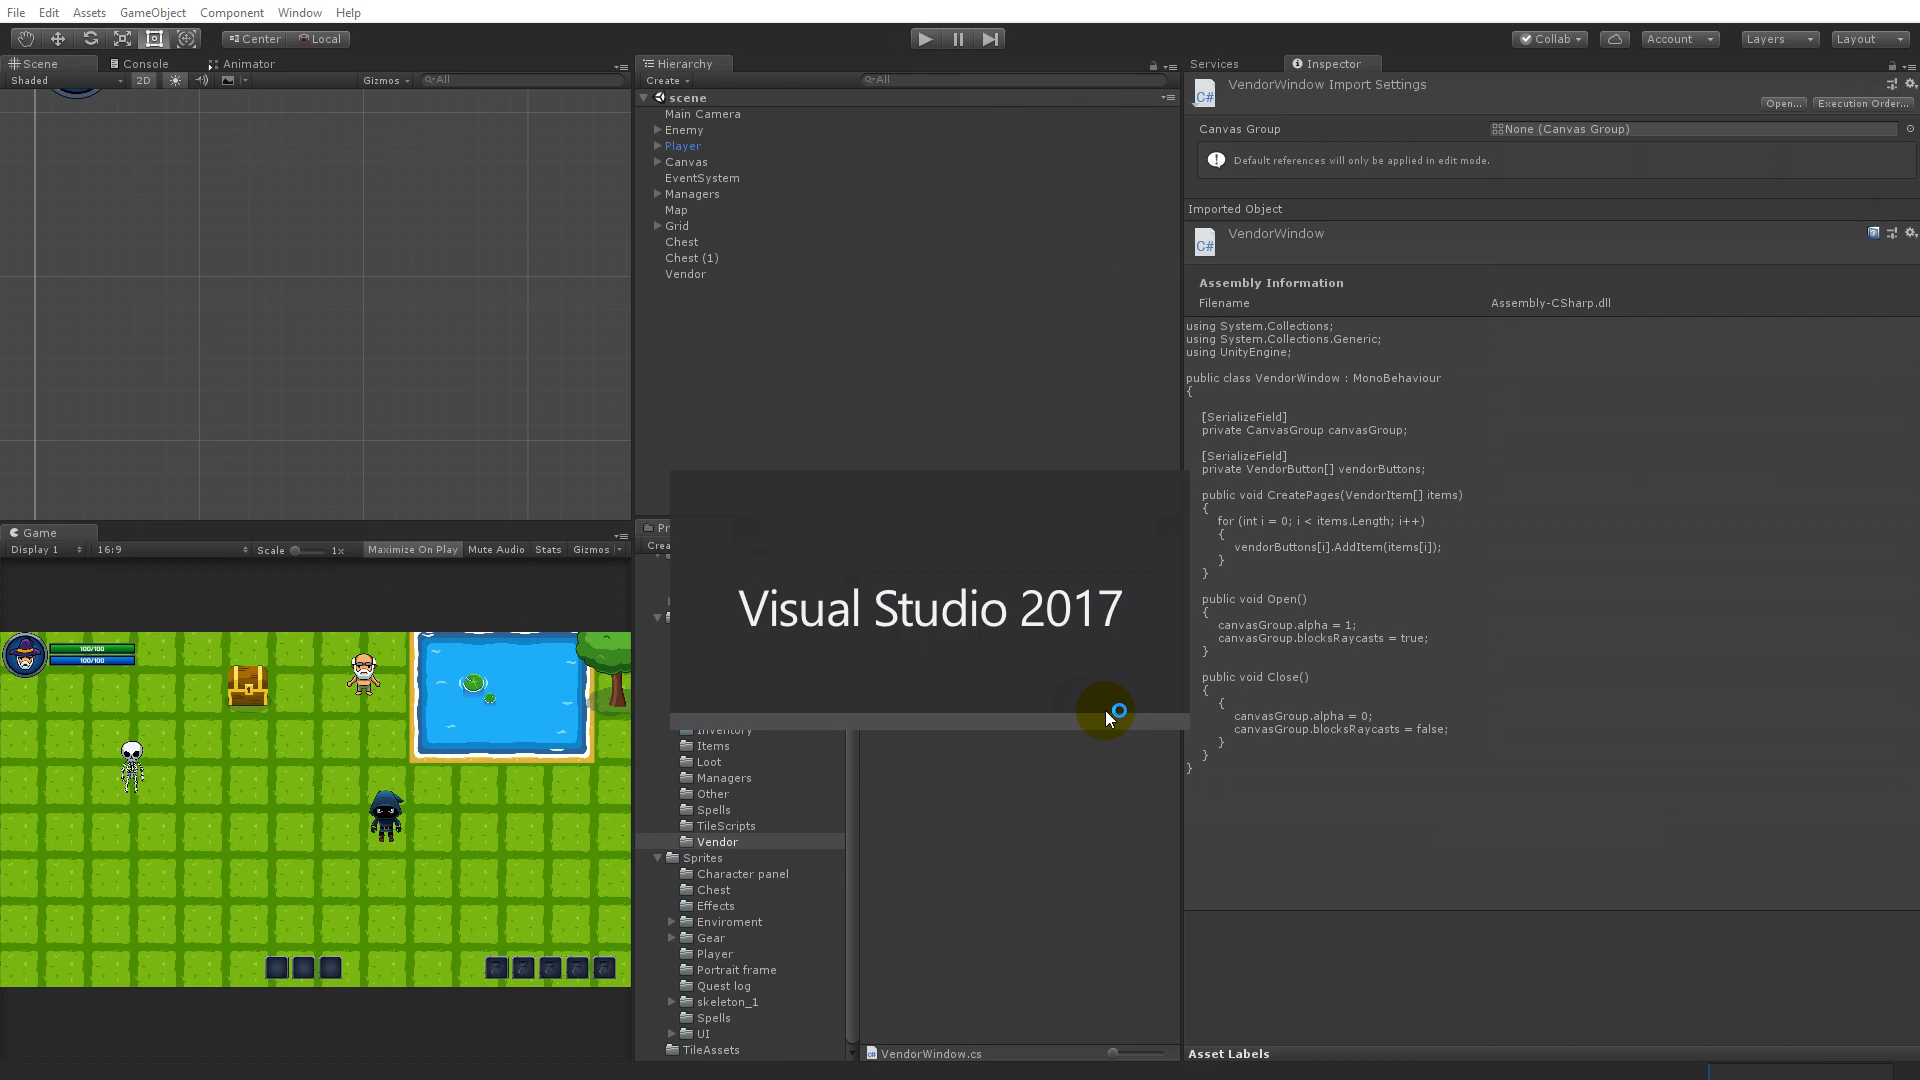 File Edit Assets GameObject Component Window Help
Center Local
Collab Account Layers Layout
Scene Console Animator
Shaded 2D Gizmos All
Hierarchy
Create All
scene
Main Camera
Enemy
Player
Canvas
EventSystem
Managers
Map
Grid
Chest
Chest (1)
Vendor
Services Inspector
VendorWindow Import Settings
Open... Execution Order...
Canvas Group None (Canvas Group)
Default references will only be applied in edit mode.
Imported Object
VendorWindow
Assembly Information
Filename Assembly-CSharp.dll
using System.Collections;
using System.Collections.Generic;
using UnityEngine;
public class VendorWindow : MonoBehaviour
{
[SerializeField]
private CanvasGroup canvasGroup;
[SerializeField]
private VendorButton[] vendorButtons;
public void CreatePages(VendorItem[] items)
{
for (int i = 0; i < items.Length; i++)
{
vendorButtons[i].AddItem(items[i]);
}
}
public void Open()
{
canvasGroup.alpha = 1;
canvasGroup.blocksRaycasts = true;
}
public void Close()
{
{
canvasGroup.alpha = 0;
canvasGroup.blocksRaycasts = false;
}
}
}
Asset Labels
Game
Display 1 16:9 Scale 1x Maximize On Play Mute Audio Stats Gizmos
100/100
100/100
Visual Studio 2017
Inventory
Items
Loot
Managers
Other
Spells
TileScripts
Vendor
Sprites
Character panel
Chest
Effects
Enviroment
Gear
Player
Portrait frame
Quest log
skeleton_1
Spells
UI
TileAssets
VendorWindow.cs